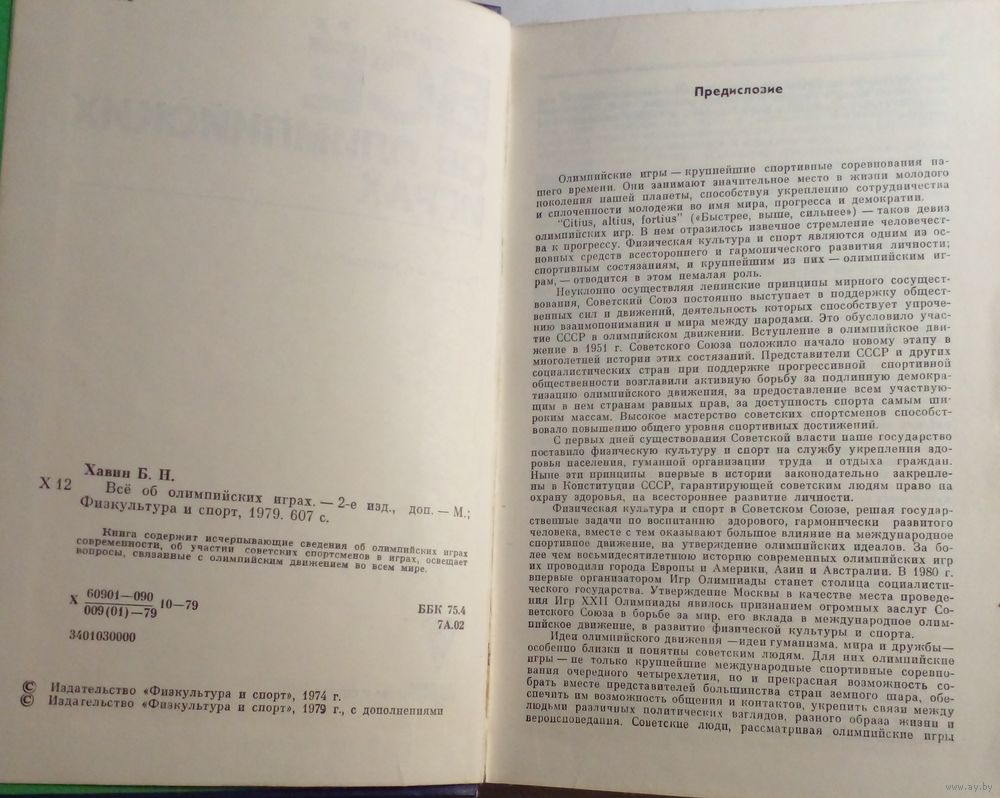 Хавин Б. Н.
Х 12
Всё об олимпийских играх. — 2-е изд., доп. — М.;
Физкультура и спорт, 1979. 607 с.
Книга содержит исчерпывающие сведения об олимпийских играх
современности, об участии советских спортсменов в играх, освещает
вопросы, связанные с олимпийским движением во всем мире.
Х 60901—090
009(01)—79 10—79
ББК 75.4
7А.02
3401030000
© Издательство «Физкультура и спорт», 1974 г.
© Издательство «Физкультура и спорт», 1979 г., с дополнениями
Предислозие
Олимпийские игры — крупнейшие спортивные соревнования на-
шего времени. Они занимают значительное место в жизни молодого
поколения нашей планеты, способствуя укреплению сотрудничества
и сплоченности молодежи во имя мира, прогресса и демократии.
"Citius, altius, fortius" («Быстрее, выше, сильнее») — таков девиз
олимпийских игр. В нем отразилось извечное стремление человечест-
ва к прогрессу. Физическая культура и спорт являются одним из ос-
новных средств всестороннего и гармонического развития личности;
спортивным состязаниям, и крупнейшим из них — олимпийским иг-
рам, — отводится в этом немалая роль.
Неуклонно осуществляя ленинские принципы мирного сосущест-
вования, Советский Союз постоянно выступает в поддержку общест-
венных сил и движений, деятельность которых способствует упроче-
нию взаимопонимания и мира между народами. Это обусловило учас-
тие СССР в олимпийском движении. Вступление в олимпийское дви-
жение в 1951 г. Советского Союза положило начало новому этапу в
многолетней истории этих состязаний. Представители СССР и других
социалистических стран при поддержке прогрессивной спортивной
общественности возглавили активную борьбу за подлинную демокра-
тизацию олимпийского движения, за предоставление всем участвую-
щим в нем странам равных прав, за доступность спорта самым ши-
роким массам. Высокое мастерство советских спортсменов способст-
вовало повышению общего уровня спортивных достижений.
С первых дней существования Советской власти наше государство
поставило физическую культуру и спорт на службу укрепления здо-
ровья населения, гуманной организации труда и отдыха граждан.
Ныне эти принципы впервые в истории законодательно закрепле-
ны в Конституции СССР, гарантирующей советским людям право на
охрану здоровья, на всестороннее развитие личности.
Физическая культура и спорт в Советском Союзе, решая государ-
ственные задачи по воспитанию здорового, гармонически развитого
человека, вместе с тем оказывают большое влияние на международное
спортивное движение, на утверждение олимпийских идеалов. За бо-
лее чем восьмидесятилетнюю историю современных олимпийских игр
их проводили города Европы и Америки, Азии и Австралии. В 1980 г.
впервые организатором Игр Олимпиады станет столица социалисти-
ческого государства. Утверждение Москвы в качестве места проведе-
ния Игр XXII Олимпиады явилось признанием огромных заслуг Со-
ветского Союза в борьбе за мир, его вклада в международное олим-
пийское движение, в развитие физической культуры и спорта.
Идеи олимпийского движения —идеи гуманизма. мира и дружбы—
особенно близки и понятны советским людям. Для них олимпийские
игры — не только крупнейшие международные спортивные соревно-
вания очередного четырехлетия, но и прекрасная возможность со-
брать вместе представителей большинства стран земного шара, обе-
спечить им возможность общения и контактов, укрепить связи между
людьми различных политических взглядов, разного образа жизни и
вероисповедания. Советские люди, рассматривая олимпийские игры
www.ay.by